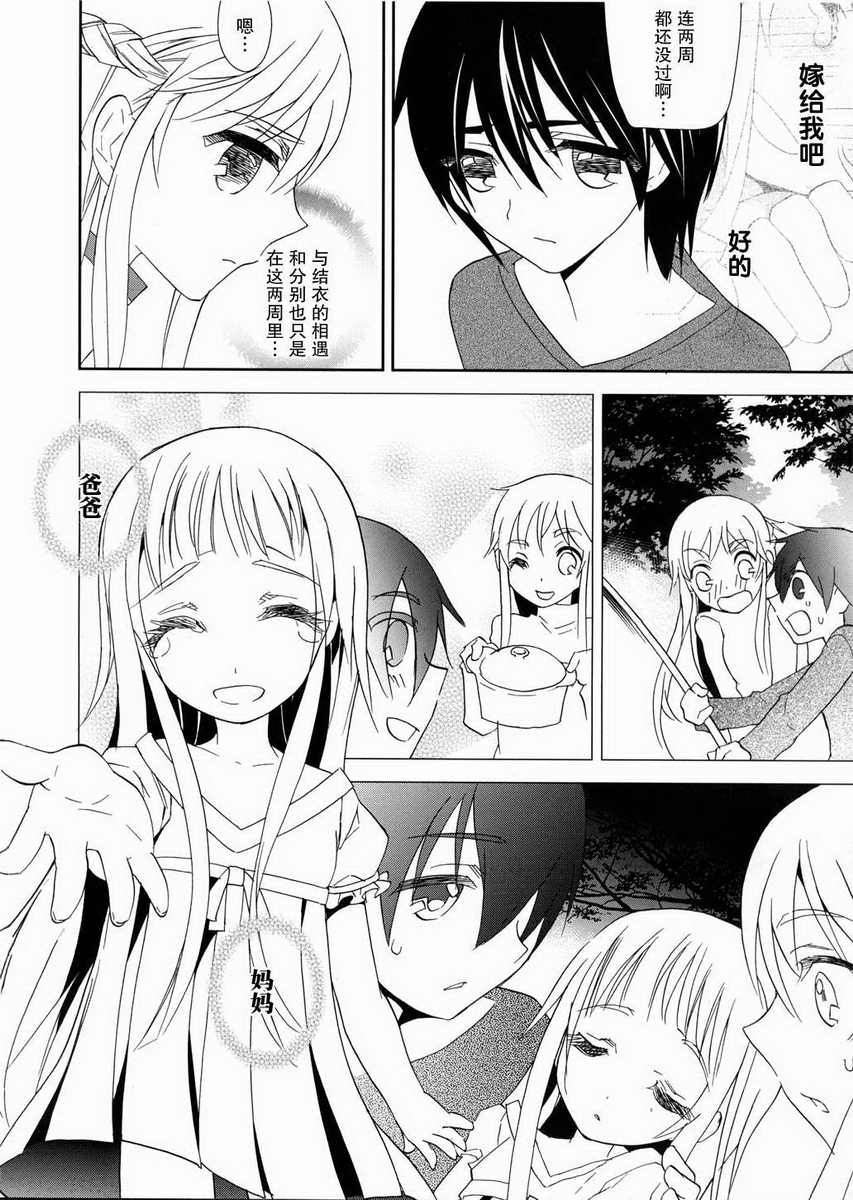 嫁给我吧
好的
连两周
都还没过啊…
嗯…
与结衣的相遇
和分别也只是
在这两周里…
爸爸
妈妈